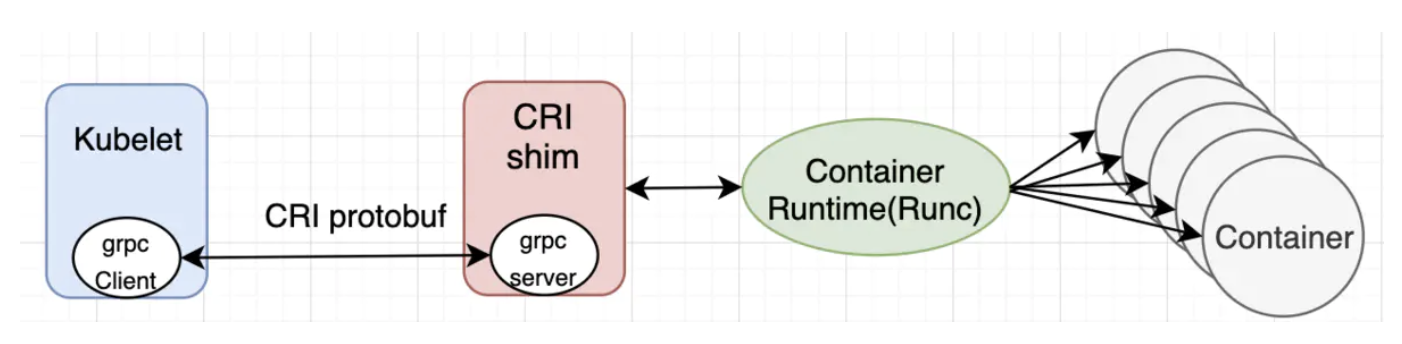 Kubelet
grpc
Client
CRI protobuf
CRI
shim
grpc
server
Container
Runtime(Runc)
Container